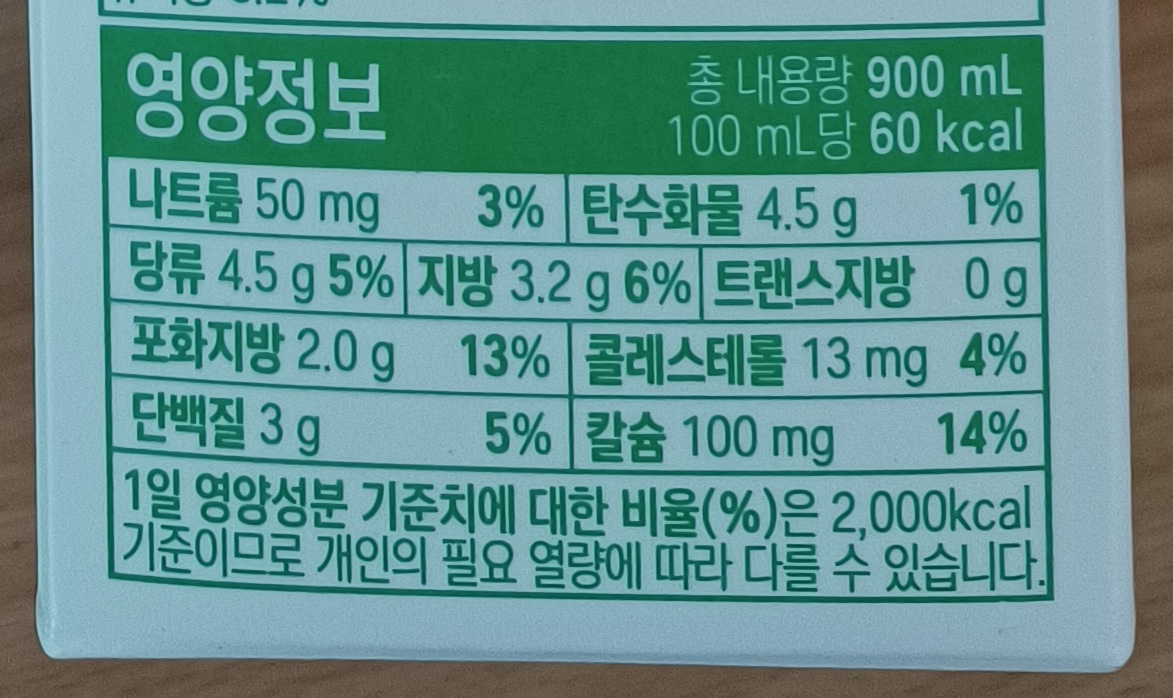 영양정보
총 내용량 900 mL
100 mL당 60 kcal
나트륨 50 mg 3% 탄수화물 4.5 g 1%
당류 4.5 g 5% 지방 3.2 g 6% 트랜스지방 0 g
포화지방 2.0 g 13% 콜레스테롤 13 mg 4%
단백질 3 g 5% 칼슘 100 mg 14%
1일 영양성분 기준치에 대한 비율(%)은 2,000kcal
기준이므로 개인의 필요 열량에 따라 다를 수 있습니다.